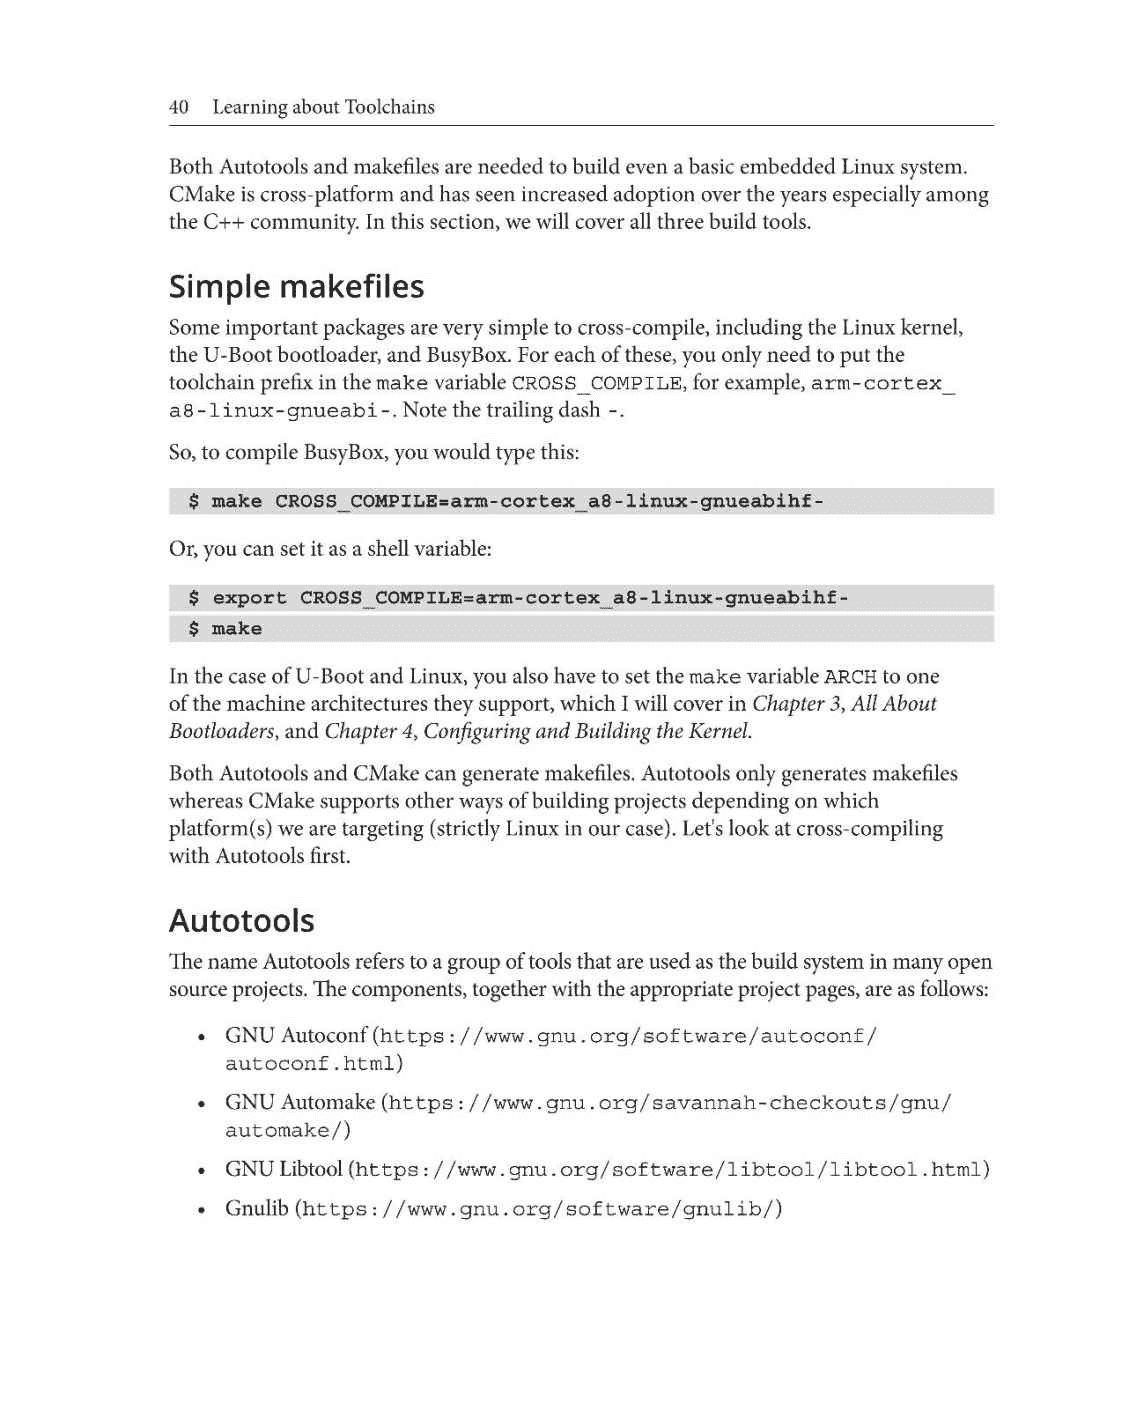 40 Learning about Toolchains
Both Autotools and makefiles are needed to build even a basic embedded Linux system.
CMake is cross-platform and has seen increased adoption over the years especially among
the C++ community. In this section, we will cover all three build tools.
Simple makefiles
Some important packages are very simple to cross-compile, including the Linux kernel,
the U-Boot bootloader, and BusyBox. For each of these, you only need to put the
toolchain prefix in the make variable CROSS_COMPILE, for example, arm-cortex_
a8-linux-gnueabi-. Note the trailing dash -.
So, to compile BusyBox, you would type this:
$ make CROSS_COMPILE=arm-cortex_a8-linux-gnueabihf-
Or, you can set it as a shell variable:
$ export CROSS_COMPILE=arm-cortex_a8-linux-gnueabihf-
$ make
In the case of U-Boot and Linux, you also have to set the make variable ARCH to one
of the machine architectures they support, which I will cover in Chapter 3, All About
Bootloaders, and Chapter 4, Configuring and Building the Kernel.
Both Autotools and CMake can generate makefiles. Autotools only generates makefiles
whereas CMake supports other ways of building projects depending on which
platform(s) we are targeting (strictly Linux in our case). Let's look at cross-compiling
with Autotools first.
Autotools
The name Autotools refers to a group of tools that are used as the build system in many open
source projects. The components, together with the appropriate project pages, are as follows:
• GNU Autoconf (https://www.gnu.org/software/autoconf/
autoconf.html)
• GNU Automake (https://www.gnu.org/savannah-checkouts/gnu/
automake/)
• GNU Libtool (https://www.gnu.org/software/libtool/libtool.html)
• Gnulib (https://www.gnu.org/software/gnulib/)